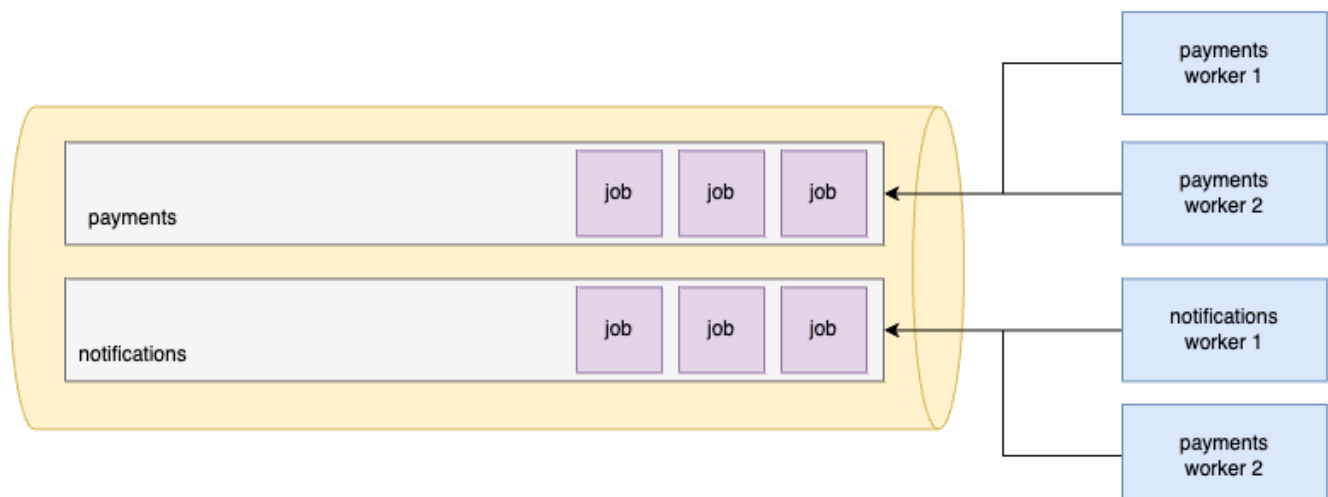 payments
worker 1
job job job
payments
payments
worker 2
job job job
notifications
notifications
worker 1
payments
worker 2